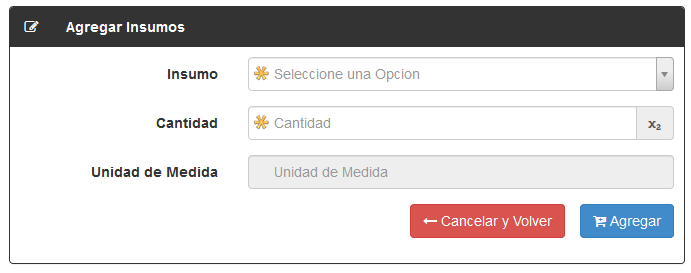 Agregar Insumos
Insumo Seleccione una Opcion
Cantidad Cantidad x₂
Unidad de Medida Unidad de Medida
Cancelar y Volver Agregar